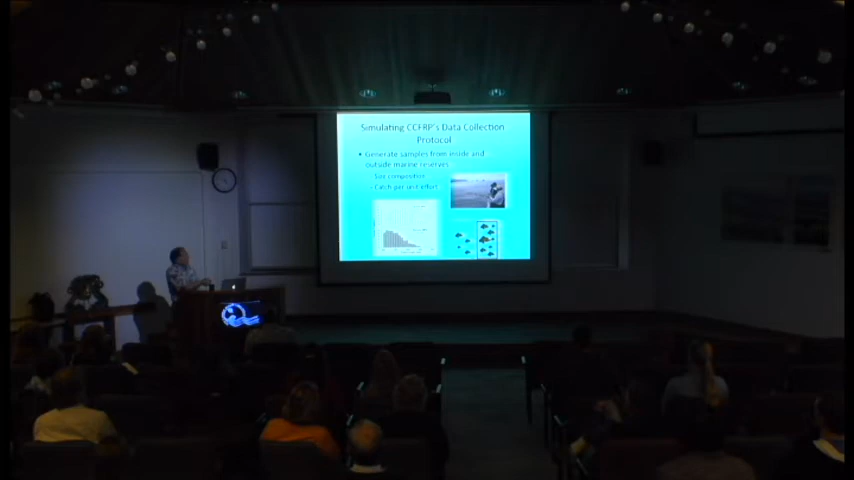 Simulating CCFRP's Data Collection
Protocol
• Generate samples from inside and
outside marine reserves
- Size composition
- Catch per unit effort